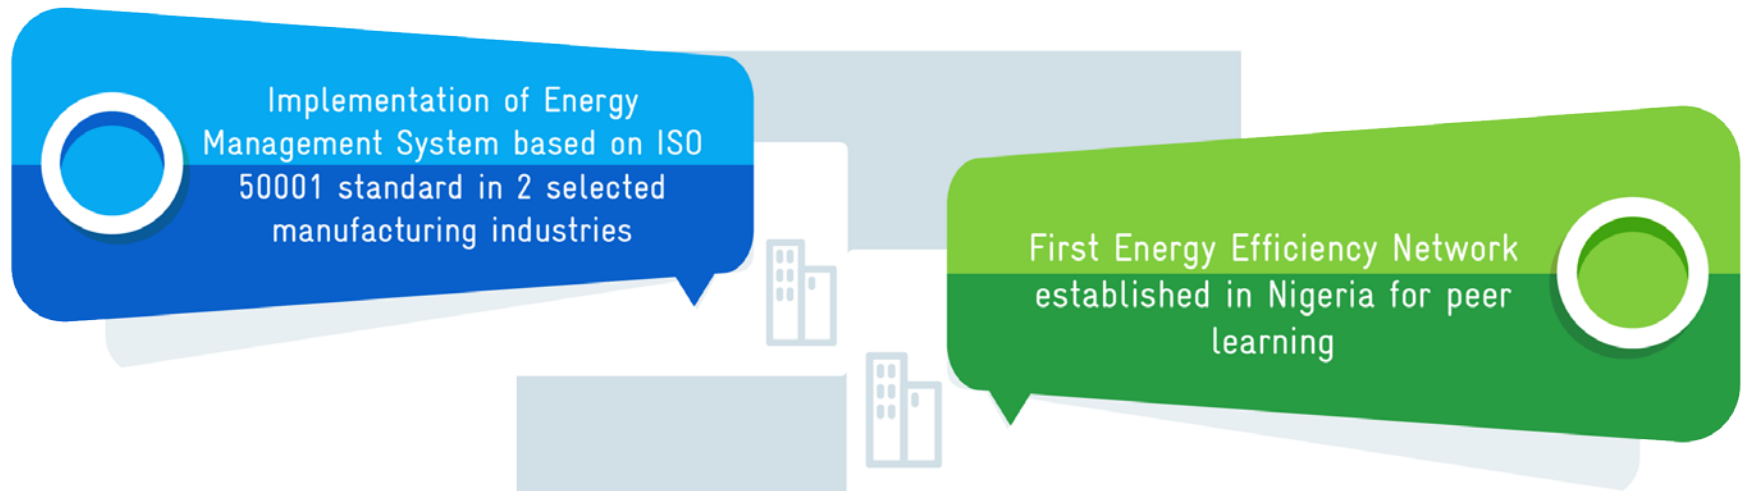 Implementation of Energy
Management System based on ISO
50001 standard in 2 selected
manufacturing industries
First Energy Efficiency Network
established in Nigeria for peer
learning